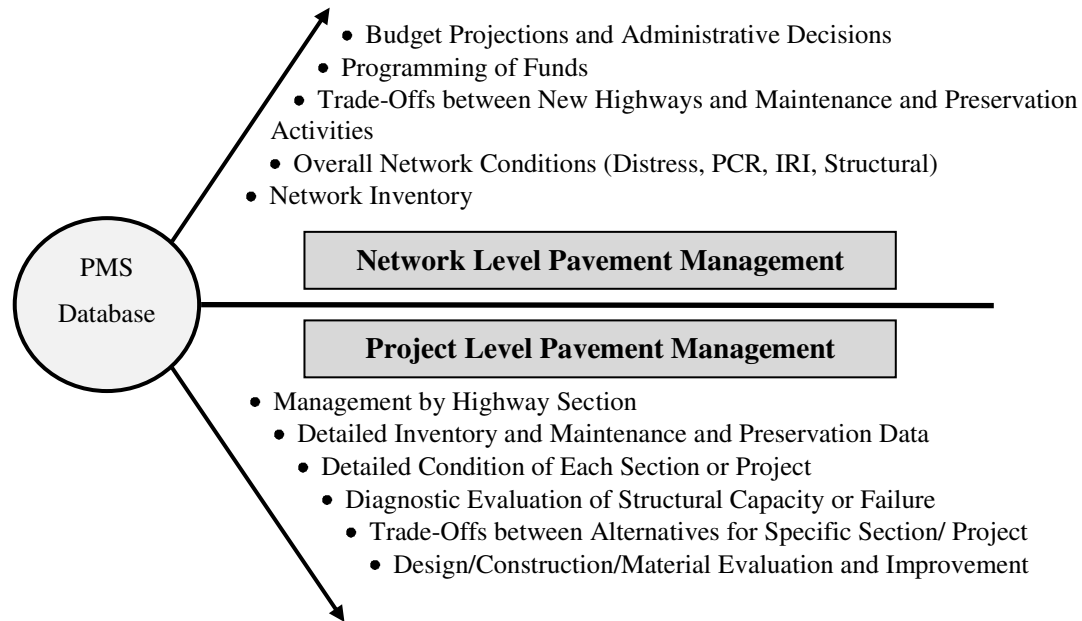 • Budget Projections and Administrative Decisions
• Programming of Funds
• Trade-Offs between New Highways and Maintenance and Preservation
Activities
• Overall Network Conditions (Distress, PCR, IRI, Structural)
• Network Inventory
PMS
Database
Network Level Pavement Management
Project Level Pavement Management
• Management by Highway Section
• Detailed Inventory and Maintenance and Preservation Data
• Detailed Condition of Each Section or Project
• Diagnostic Evaluation of Structural Capacity or Failure
• Trade-Offs between Alternatives for Specific Section/ Project
• Design/Construction/Material Evaluation and Improvement